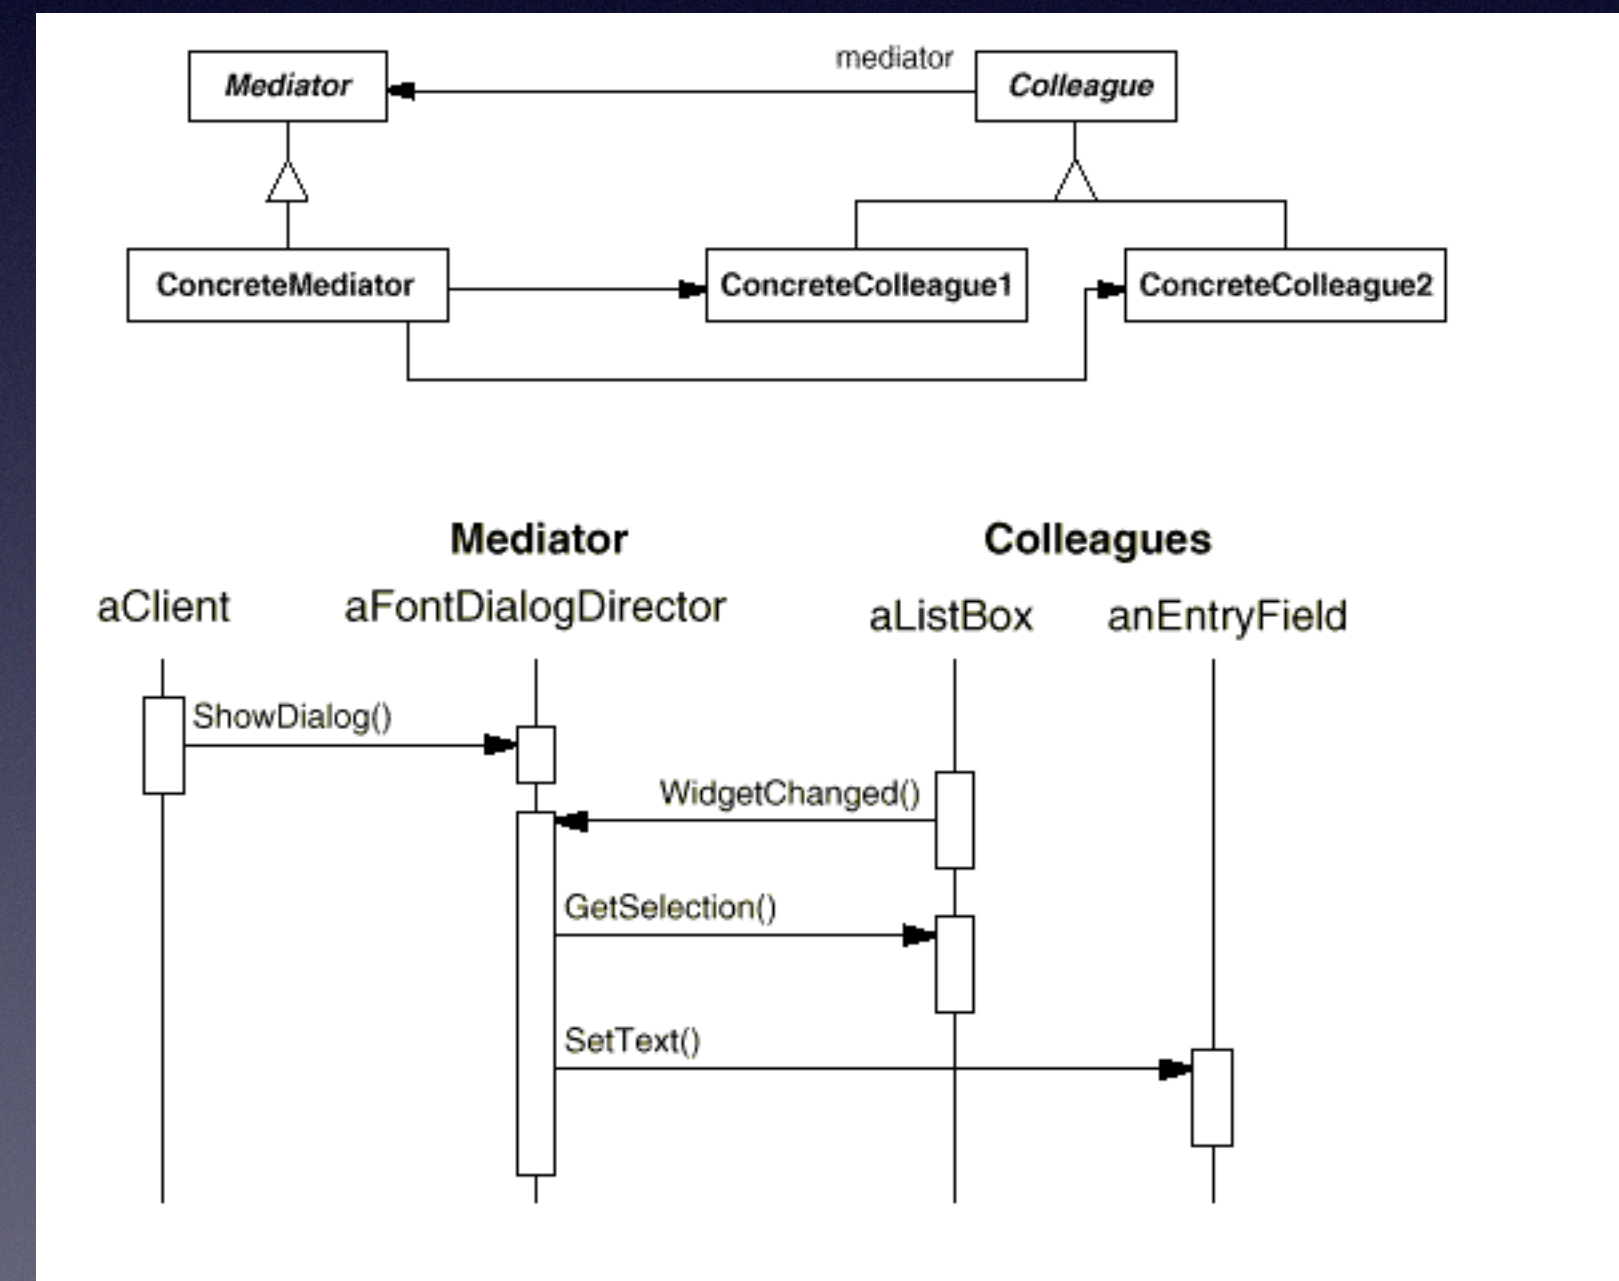 mediator
Mediator
Colleague
ConcreteMediator
ConcreteColleague1
ConcreteColleague2
Mediator
Colleagues
aClient
aFontDialogDirector
aListBox
anEntryField
ShowDialog()
WidgetChanged()
GetSelection()
SetText()